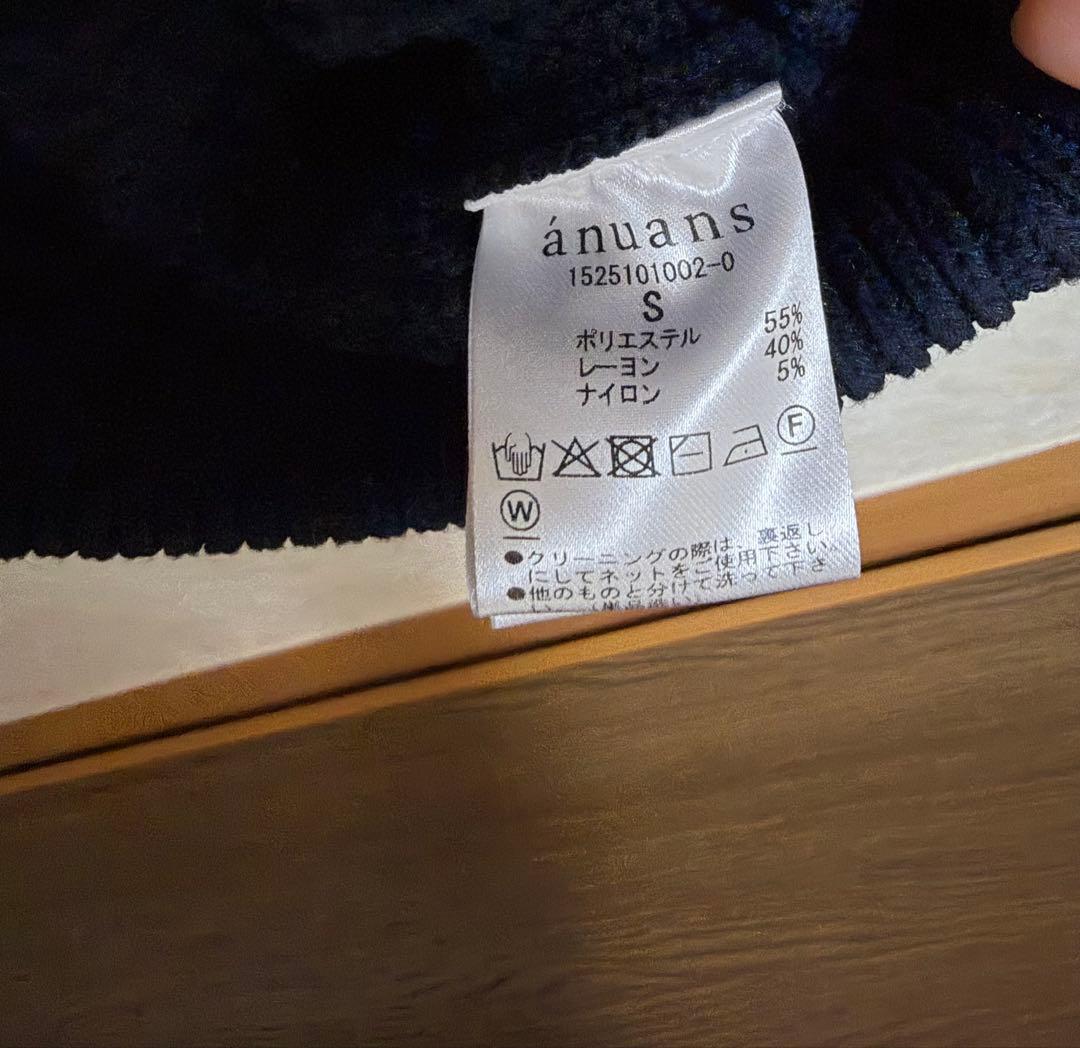 ánuans
1525101002-0
S
ポリエステル 55%
レーヨン 40%
ナイロン 5%
F
W
●クリーニングの際は、裏返し
にしてネットをご使用下さい。
●他のものと分けて洗って下さ
い。